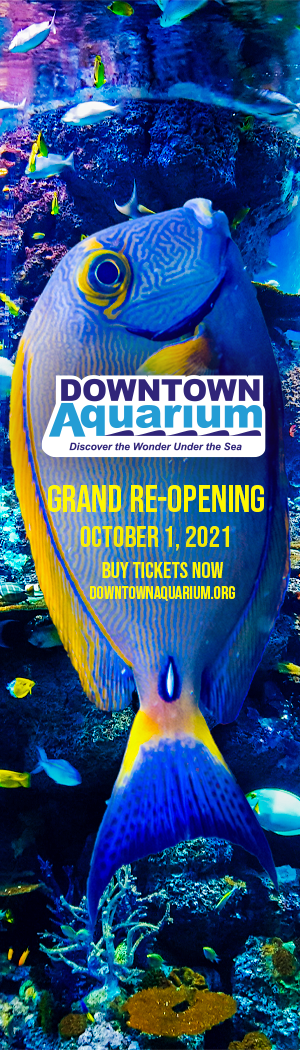 DOWNTOWN
Aquarium
Discover the Wonder Under the Sea
GRAND RE-OPENING
OCTOBER 1, 2021
BUY TICKETS NOW
DOWNTOWNAQUARIUM.ORG